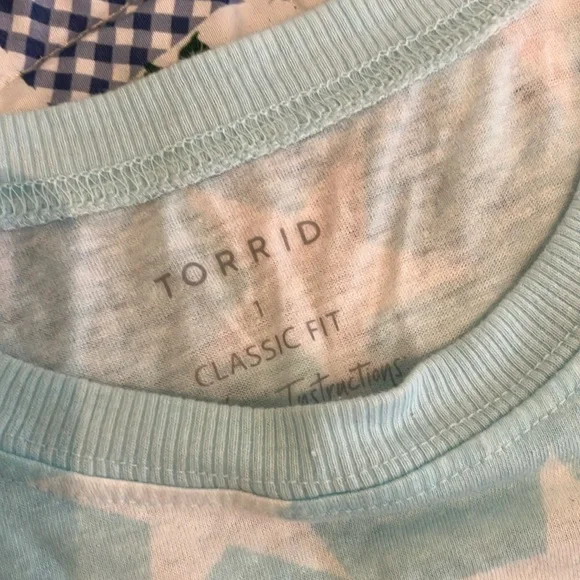 TORRID
1
CLASSIC FIT
Instructions